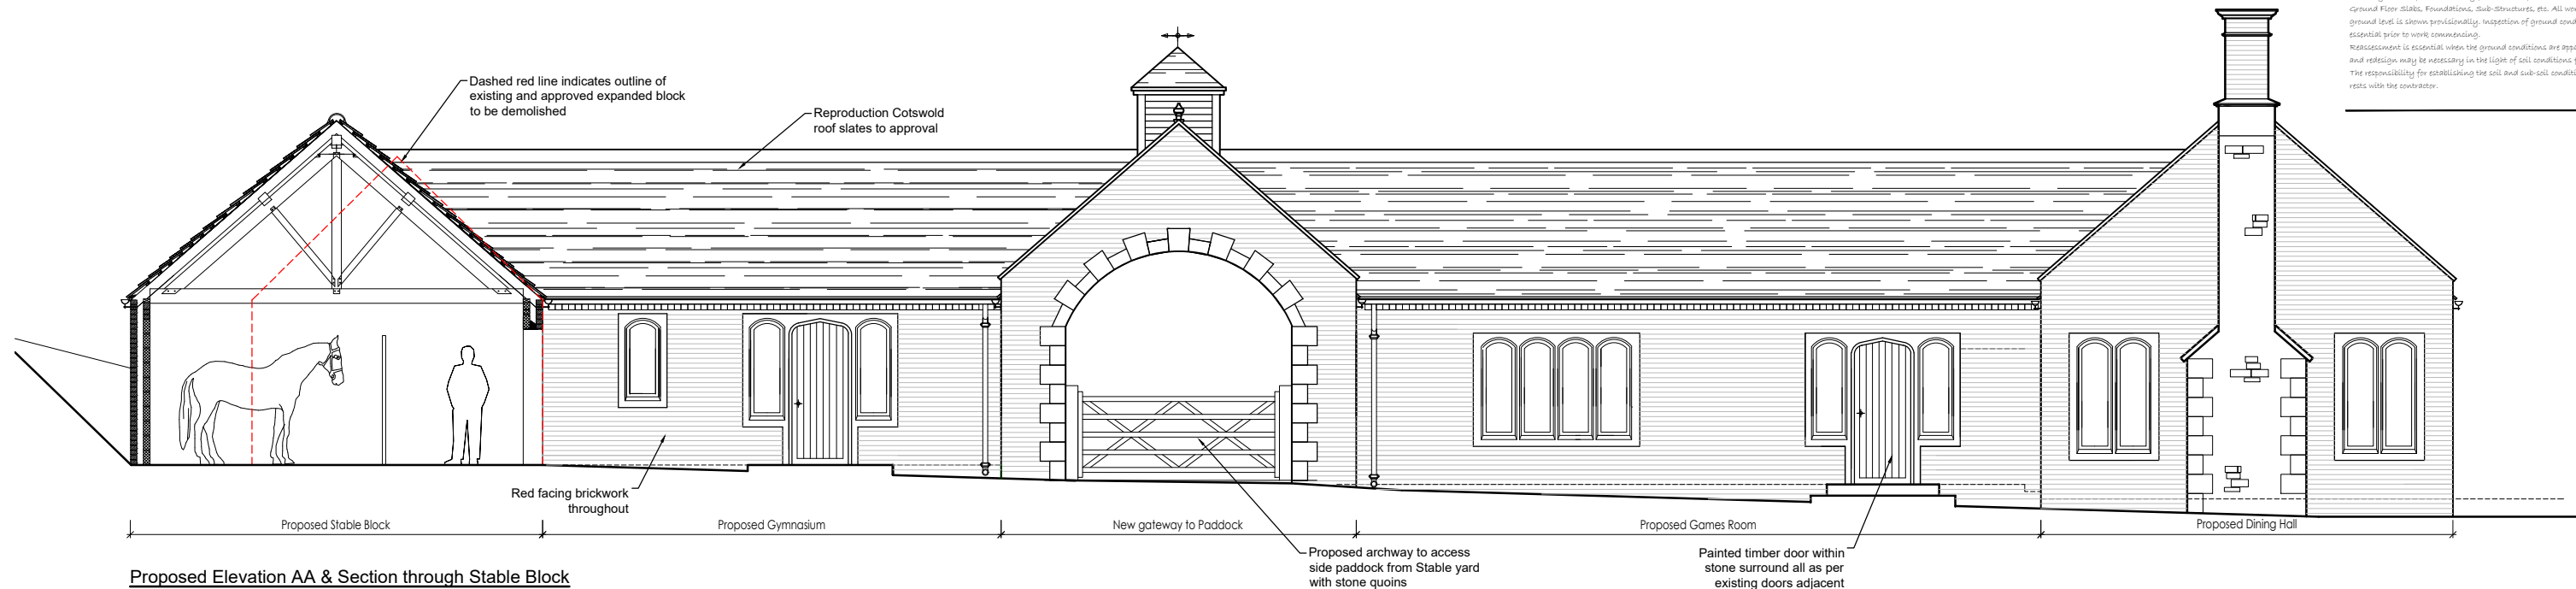 Ground Floor Slabs, Foundations, Sub-Structures, etc. All
ground level is shown provisionally. Inspection of ground
essential prior to work commencing.
Reassessment is essential when the ground conditions are
and redesign may be necessary in the light of soil conditions
The responsibility for establishing the soil and sub-soil
rests with the contractor.
Dashed red line indicates outline of
existing and approved expanded block
to be demolished
Reproduction Cotswold
roof slates to approval
Red facing brickwork
throughout
Proposed Stable Block
Proposed Gymnasium
New gateway to Paddock
Proposed Games Room
Proposed Dining Hall
Proposed archway to access
side paddock from Stable yard
with stone quoins
Painted timber door within
stone surround all as per
existing doors adjacent
Proposed Elevation AA & Section through Stable Block